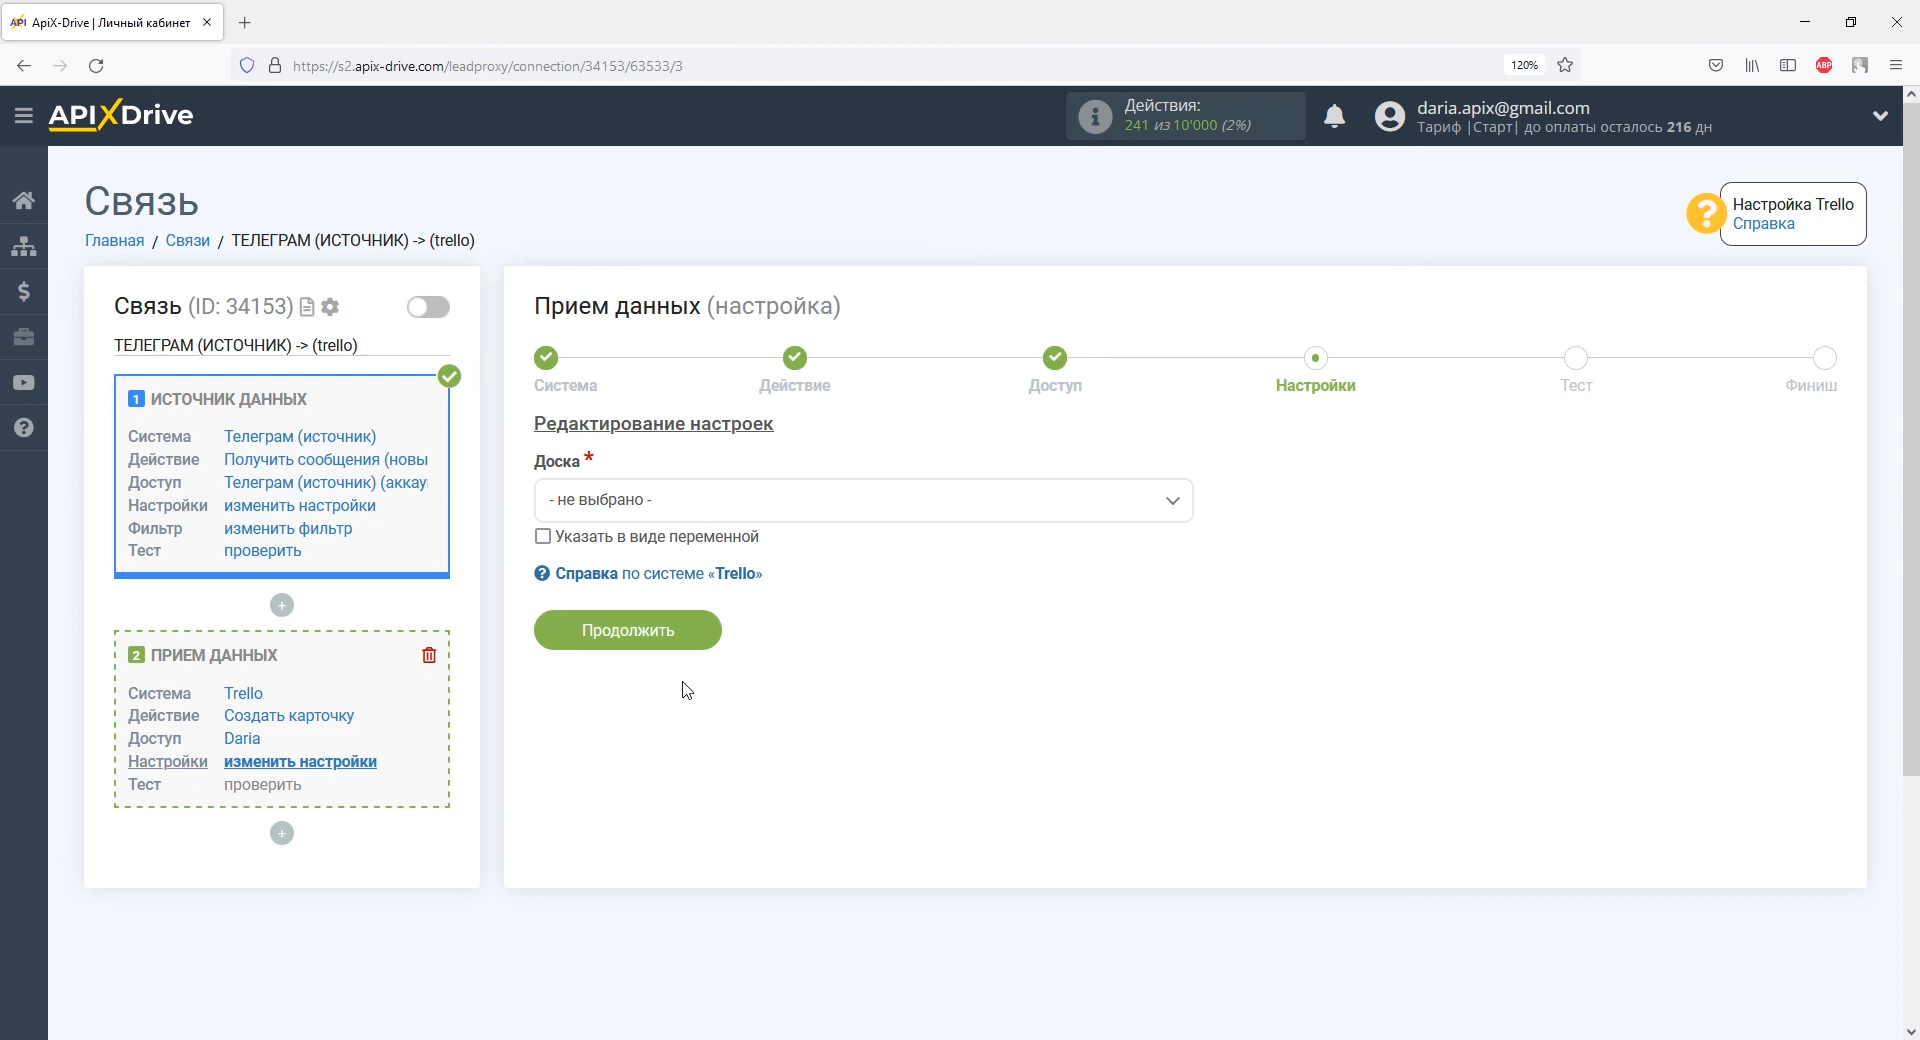 API ApiX-Drive | Личный кабинет
https://s2.apix-drive.com/leadproxy/connection/34153/63533/3
120%
ABP
APIXDrive
Действия:
241 из 10'000 (2%)
daria.apix@gmail.com
Тариф |Старт| до оплаты осталось 216 дн
Связь
Настройка Trello
Справка
Главная / Связи / ТЕЛЕГРАМ (ИСТОЧНИК) -> (trello)
Связь (ID: 34153)
ТЕЛЕГРАМ (ИСТОЧНИК) -> (trello)
1 ИСТОЧНИК ДАННЫХ
Система Телеграм (источник)
Действие Получить сообщения (новы
Доступ Телеграм (источник) (аккау
Настройки изменить настройки
Фильтр изменить фильтр
Тест проверить
2 ПРИЕМ ДАННЫХ
Система Trello
Действие Создать карточку
Доступ Daria
Настройки изменить настройки
Тест проверить
Прием данных (настройка)
Система Действие Доступ Настройки Тест Финиш
Редактирование настроек
Доска *
- не выбрано -
Указать в виде переменной
Справка по системе «Trello»
Продолжить